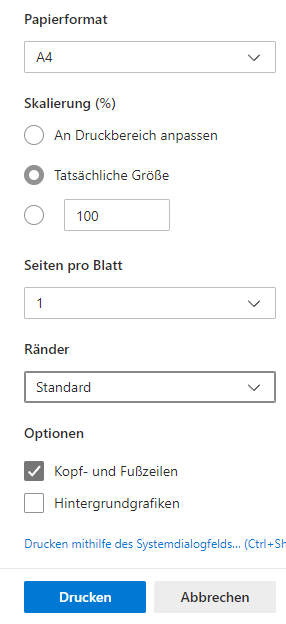 Papierformat
A4
Skalierung (%)
An Druckbereich anpassen
Tatsächliche Größe
100
Seiten pro Blatt
1
Ränder
Standard
Optionen
Kopf- und Fußzeilen
Hintergrundgrafiken
Drucken mithilfe des Systemdialogfelds... (Ctrl+Sh
Drucken
Abbrechen